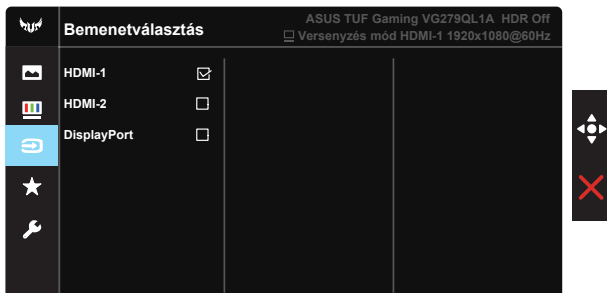 Bemenetválasztás
ASUS TUF Gaming VG279QL1A HDR Off
Versenyzés mód HDMI-1 1920x1080@60Hz
HDMI-1
HDMI-2
DisplayPort